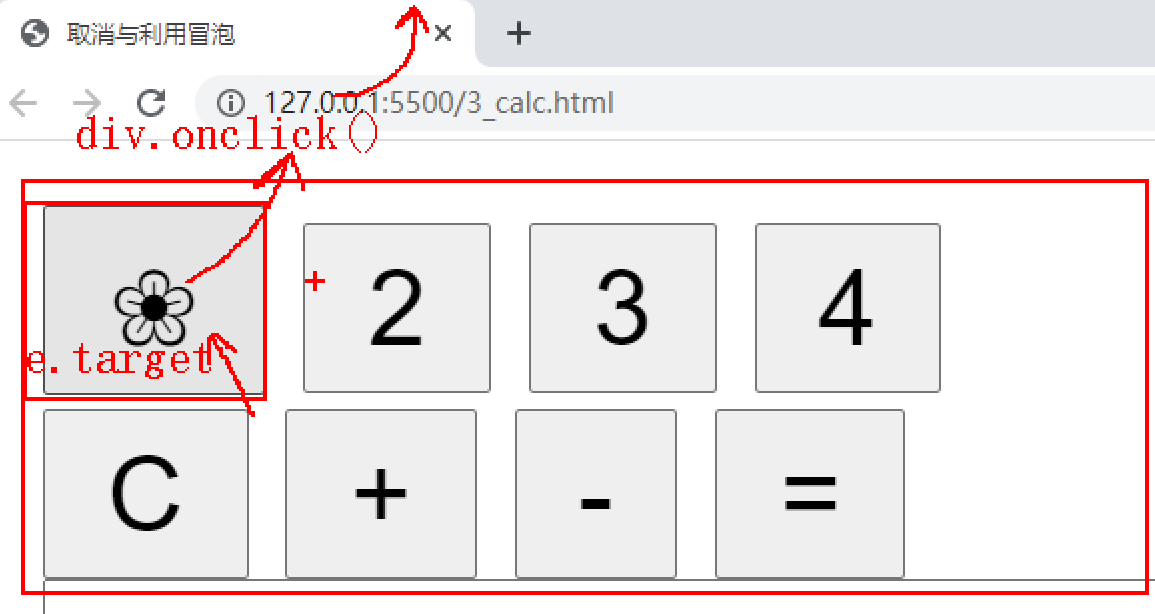 取消与利用冒泡
127.0.0.1:5500/3_calc.html
div.onclick()
2 3 4
e.target
C + - =